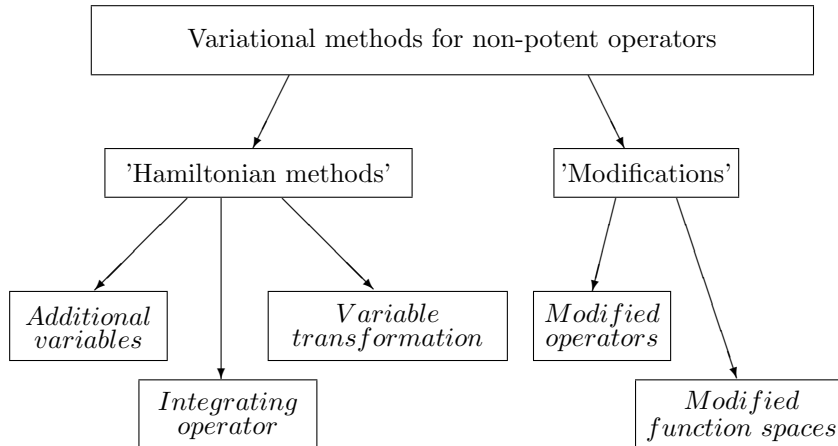 Variational methods for non-potent operators
'Hamiltonian methods'
'Modifications'
Additional
variables
Variable
transformation
Modified
operators
Integrating
operator
Modified
function spaces